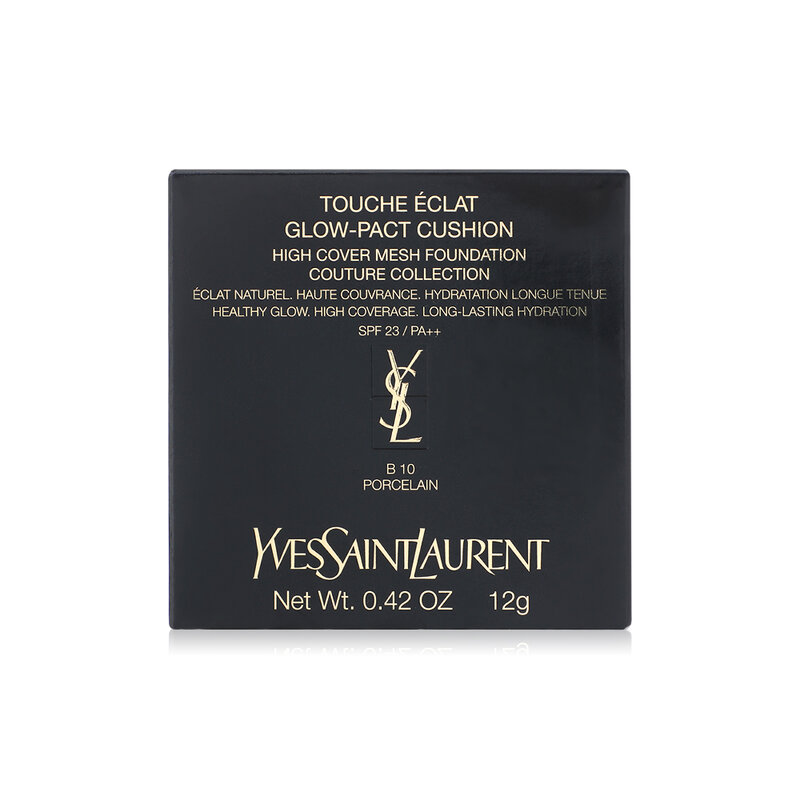 TOUCHE ÉCLAT
GLOW-PACT CUSHION
HIGH COVER MESH FOUNDATION
COUTURE COLLECTION
ÉCLAT NATUREL. HAUTE COUVRANCE. HYDRATATION LONGUE TENUE
HEALTHY GLOW. HIGH COVERAGE. LONG-LASTING HYDRATION
SPF 23 / PA++
YSL
B 10
PORCELAIN
YVESSAINTLAURENT
Net Wt. 0.42 OZ 12g